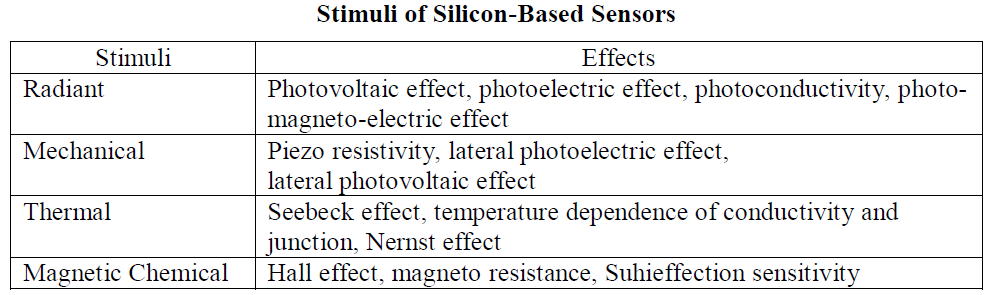 Stimuli of Silicon-Based Sensors
Stimuli Effects
Radiant Photovoltaic effect, photoelectric effect, photoconductivity, photo-
magneto-electric effect
Mechanical Piezo resistivity, lateral photoelectric effect,
lateral photovoltaic effect
Thermal Seebeck effect, temperature dependence of conductivity and
junction, Nernst effect
Magnetic Chemical Hall effect, magneto resistance, Suhieffection sensitivity